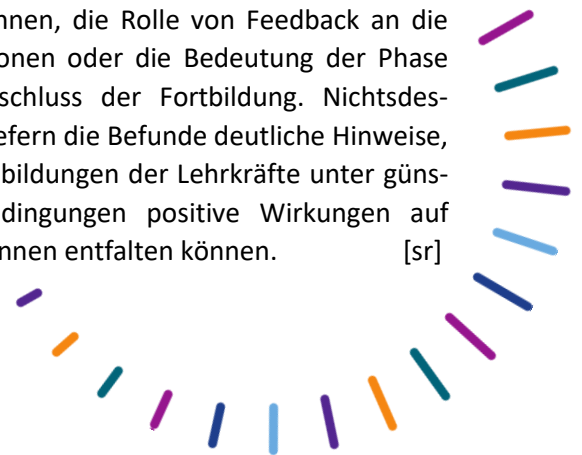 nnen, die Rolle von Feedback an die
onen oder die Bedeutung der Phase
schluss der Fortbildung. Nichtsdes-
efern die Befunde deutliche Hinweise,
bildungen der Lehrkräfte unter güns-
dingungen positive Wirkungen auf
nnen entfalten können. [sr]